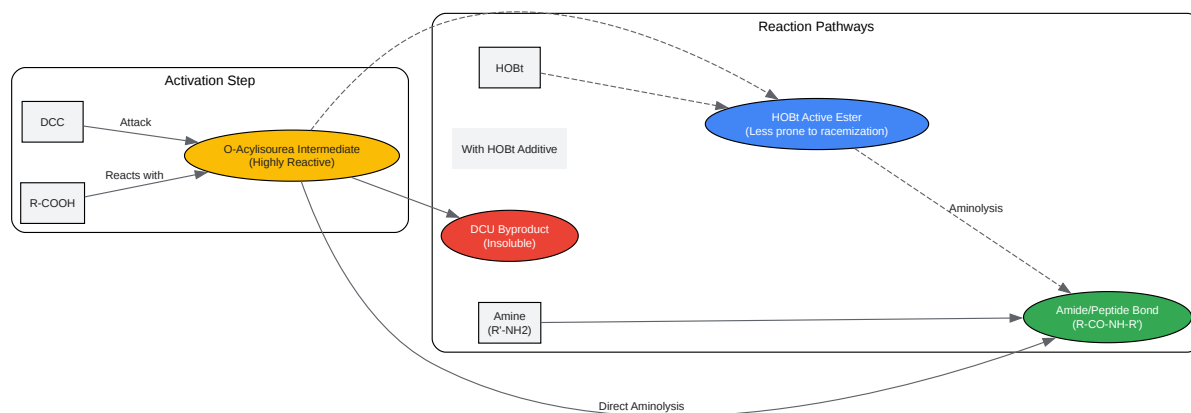 Activation Step
DCC
R-COOH
Attack
Reacts with
O-Acylisourea Intermediate
(Highly Reactive)
Reaction Pathways
HOBt
With HOBt Additive
HOBt Active Ester
(Less prone to racemization)
DCU Byproduct
(Insoluble)
Aminolysis
Amine
(R'-NH2)
Amide/Peptide Bond
(R-CO-NH-R')
Direct Aminolysis